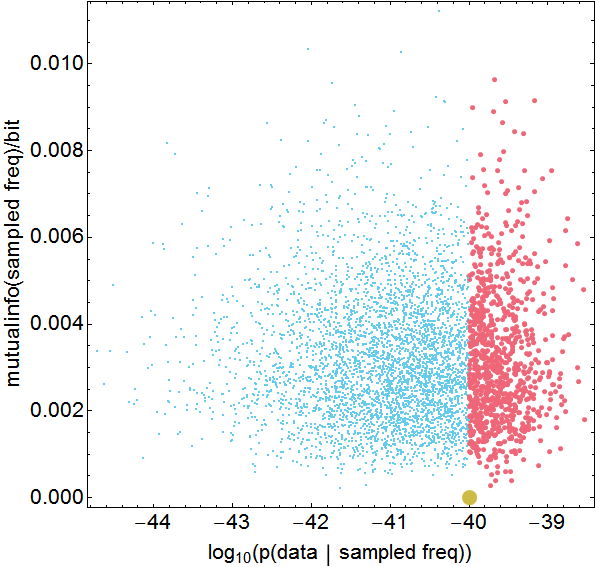 mutualInfo(sampled freq)/bit
0.010
0.008
0.006
0.004
0.002
0.000
−44 −43 −42 −41 −40 −39
log₁₀(p(data | sampled freq))